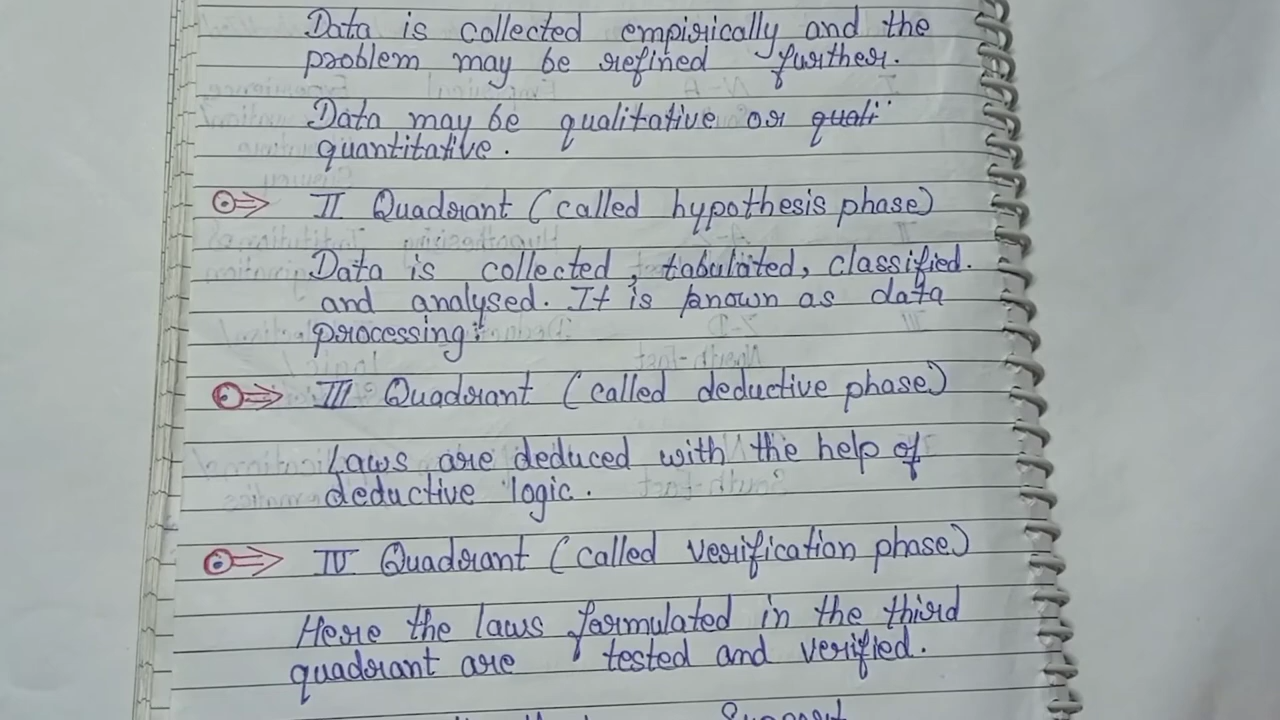 Data is collected empirically and the
problem may be refined further.
Data may be qualitative or quali
quantitative.
II Quadrant (called hypothesis phase)
Data is collected, tabulated, classified.
and analysed. It is known as data
processing.
III Quadrant (called deductive phase)
Laws are deduced with the help of
deductive logic.
IV Quadrant (called verification phase)
Here the laws formulated in the third
quadrant are tested and verified.